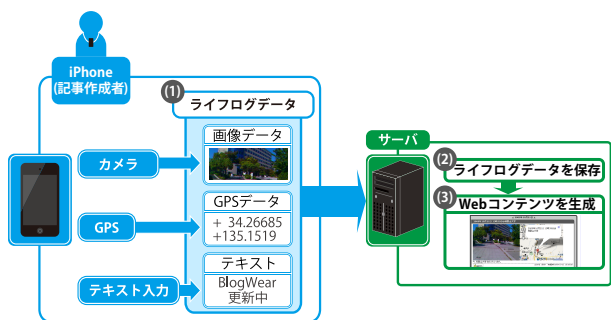 iPhone
(記事作成者)
(1)
ライフログデータ
カメラ
画像データ
GPS
GPSデータ
+ 34.26685
+135.1519
テキスト入力
テキスト
BlogWear
更新中
サーバ
(2)
ライフログデータを保存
(3)
Webコンテンツを生成